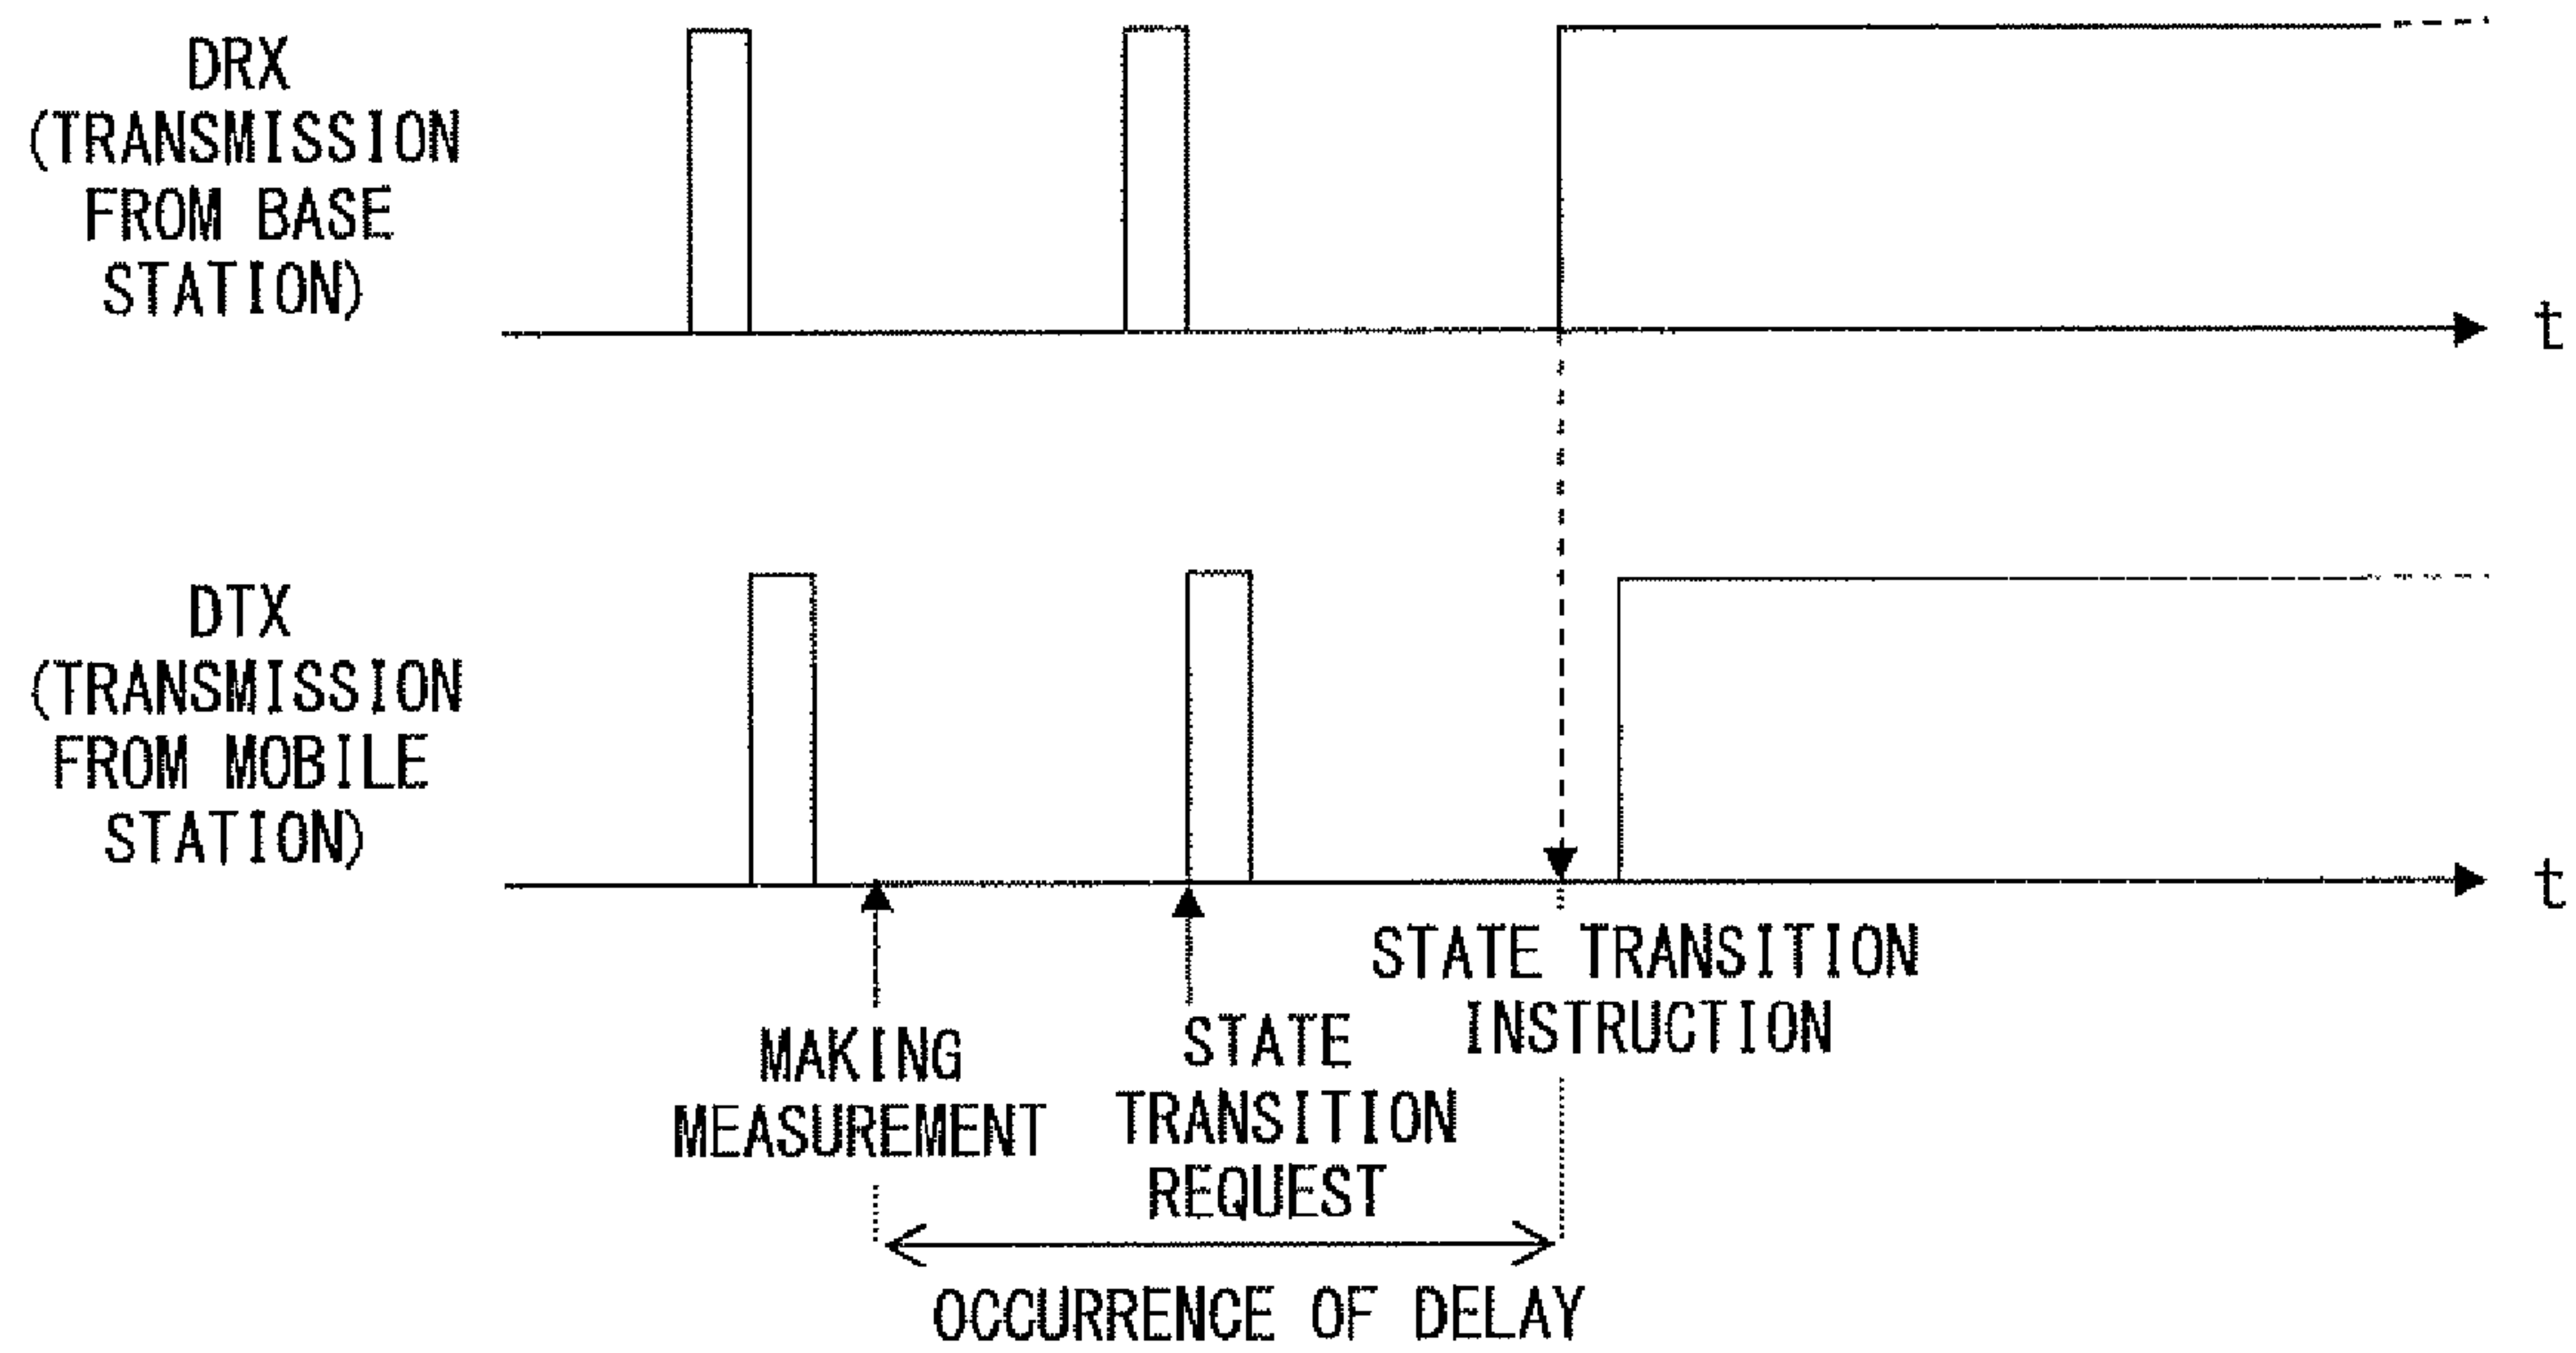 DRX
(TRANSMISSION
FROM BASE
STATION)
t
DTX
(TRANSMISSION
FROM MOBILE
STATION)
t
MAKING
MEASUREMENT
STATE
TRANSITION
REQUEST
STATE TRANSITION
INSTRUCTION
OCCURRENCE OF DELAY